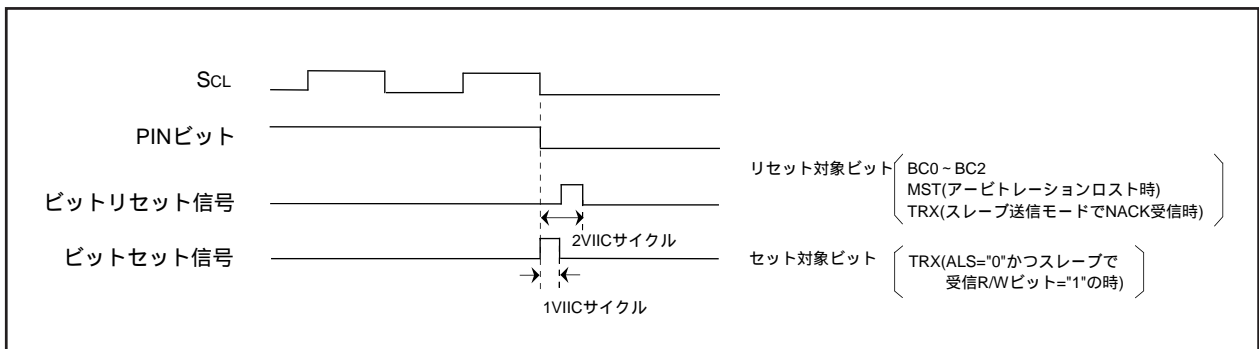 SCL
PINビット
ビットリセット信号
ビットセット信号
2VIICサイクル
1VIICサイクル
リセット対象ビット
BC0 ~ BC2
MST(アービトレーションロスト時)
TRX(スレーブ送信モードでNACK受信時)
セット対象ビット
TRX(ALS="0"かつスレーブで
受信R/Wビット="1"の時)